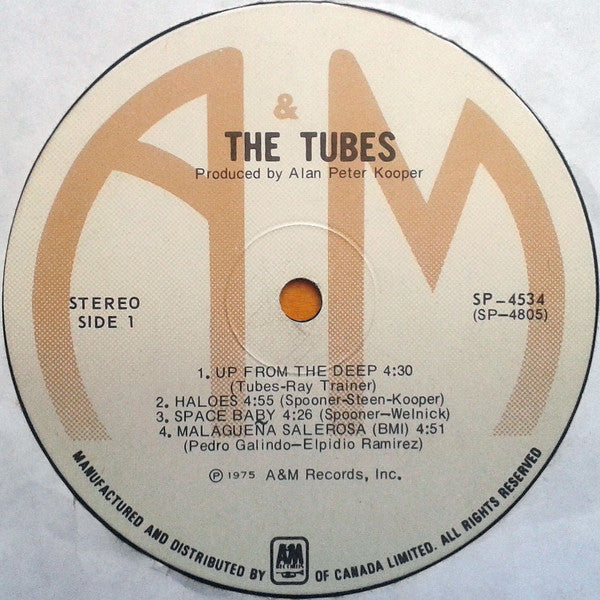 A & M
THE TUBES
Produced by Alan Peter Kooper
STEREO
SIDE 1
SP-4534
(SP-4805)
1. UP FROM THE DEEP 4:30
(Tubes-Ray Trainer)
2. HALOES 4:55 (Spooner-Steen-Kooper)
3. SPACE BABY 4:26 (Spooner-Welnick)
4. MALAGUEÑA SALEROSA (BMI) 4:51
(Pedro Galindo-Elpidio Ramirez)
℗ 1975 A&M Records, Inc.
MANUFACTURED AND DISTRIBUTED BY A&M RECORDS OF CANADA LIMITED. ALL RIGHTS RESERVED